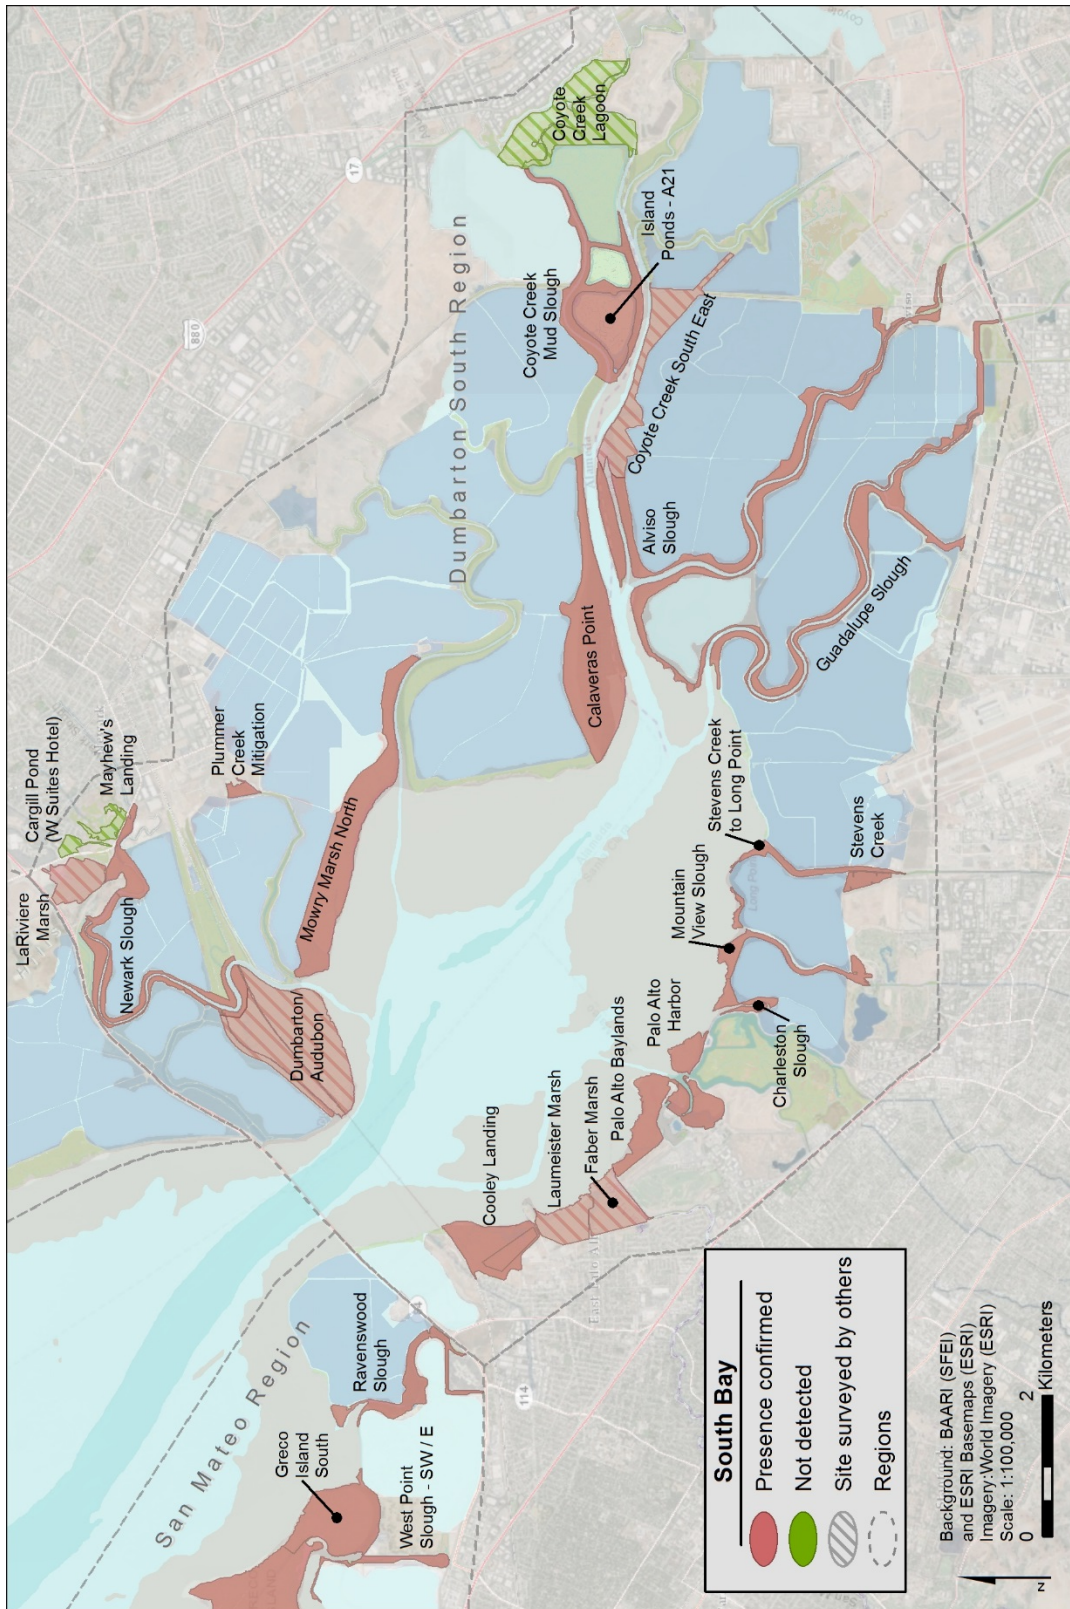 San Mateo Region
Greco
Island
South
West Point
Slough - SW / E
Ravenswood
Slough
LaRiviere
Marsh
Cargill Pond
(W Suites Hotel)
Mayhew's
Landing
Newark Slough
Plummer
Creek
Mitigation
Dumbarton/
Audubon
Mowry Marsh North
Dumbarton South Region
880
17
Coyote Creek
Mud Slough
Coyote
Creek
Lagoon
Island
Ponds - A21
Coyote Creek South East
Calaveras Point
Alviso
Slough
Guadalupe Slough
Cooley Landing
Laumeister Marsh
Faber Marsh
Palo Alto Baylands
Palo Alto
Harbor
Charleston
Slough
Mountain
View Slough
Stevens Creek
to Long Point
Long Point
Stevens
Creek
Alameda
114
South Bay
Presence confirmed
Not detected
Site surveyed by others
Regions
Background: BAARI (SFEI)
and ESRI Basemaps (ESRI)
Imagery:World Imagery (ESRI)
Scale: 1:100,000
0 2
Kilometers
N